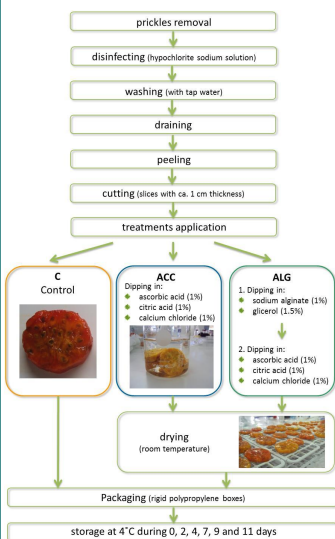 prickles removal
disinfecting (hypochlorite sodium solution)
washing (with tap water)
draining
peeling
cutting (slices with ca. 1 cm thickness)
treatments application
C
Control
ACC
Dipping in:
ascorbic acid (1%)
citric acid (1%)
calcium chloride (1%)
ALG
1. Dipping in:
sodium alginate (1%)
glicerol (1.5%)
2. Dipping in:
ascorbic acid (1%)
citric acid (1%)
calcium chloride (1%)
drying
(room temperature)
Packaging (rigid polypropylene boxes)
storage at 4˚C during 0, 2, 4, 7, 9 and 11 days